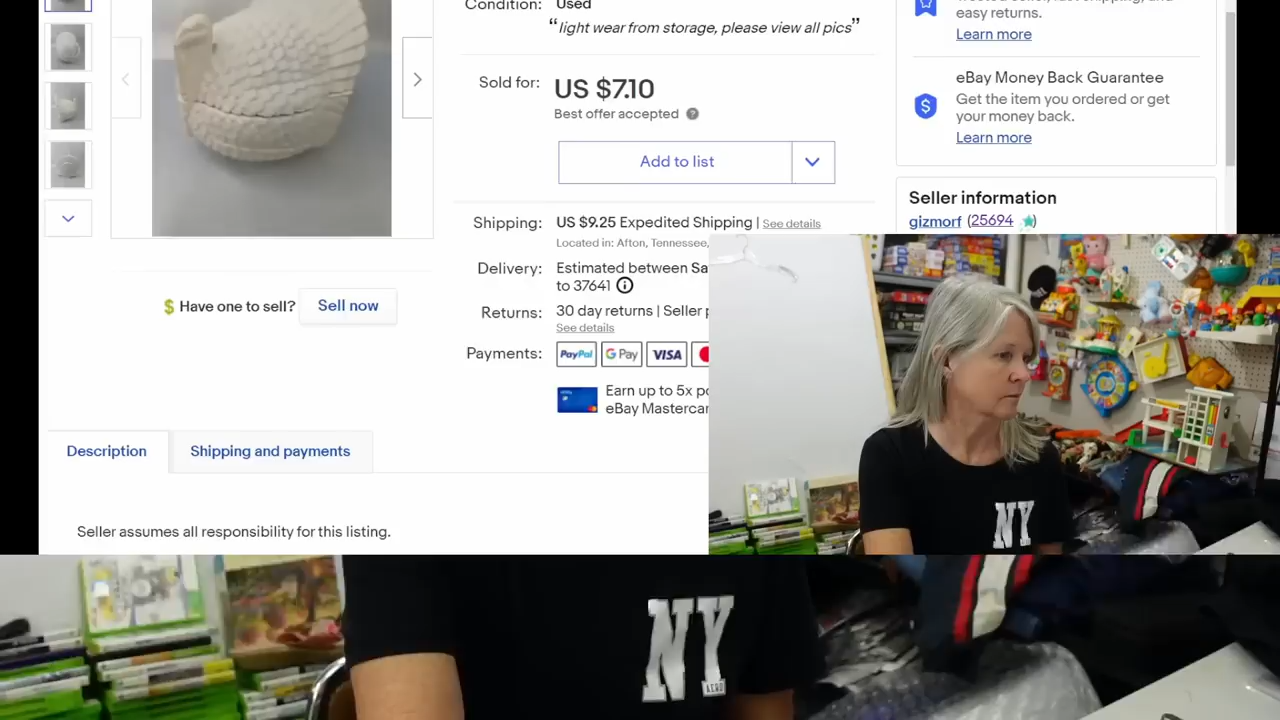 Condition: Used
“light wear from storage, please view all pics”
Sold for: US $7.10
Best offer accepted
Add to list
Shipping: US $9.25 Expedited Shipping | See details
Located in: Afton, Tennessee,
Delivery: Estimated between Sa
to 37641
Returns: 30 day returns | Seller p
See details
Payments: PayPal G Pay VISA
Earn up to 5x po
eBay Mastercar
Have one to sell? Sell now
Description Shipping and payments
Seller assumes all responsibility for this listing.
easy returns.
Learn more
eBay Money Back Guarantee
Get the item you ordered or get
your money back.
Learn more
Seller information
gizmorf (25694 )
NY
NY
AERO